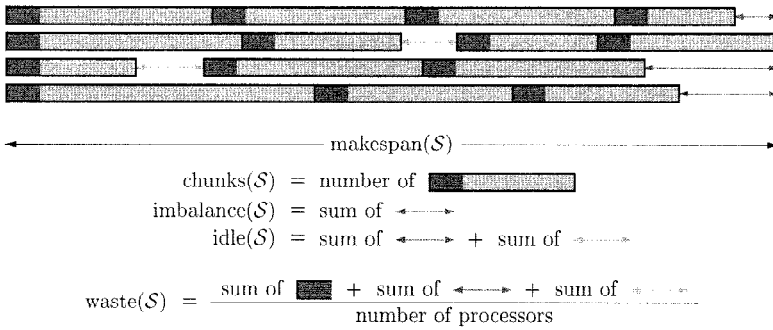 makespan(𝒮)
chunks(𝒮) = number of
imbalance(𝒮) = sum of
idle(𝒮) = sum of + sum of
sum of + sum of + sum of
waste(𝒮) =
number of processors